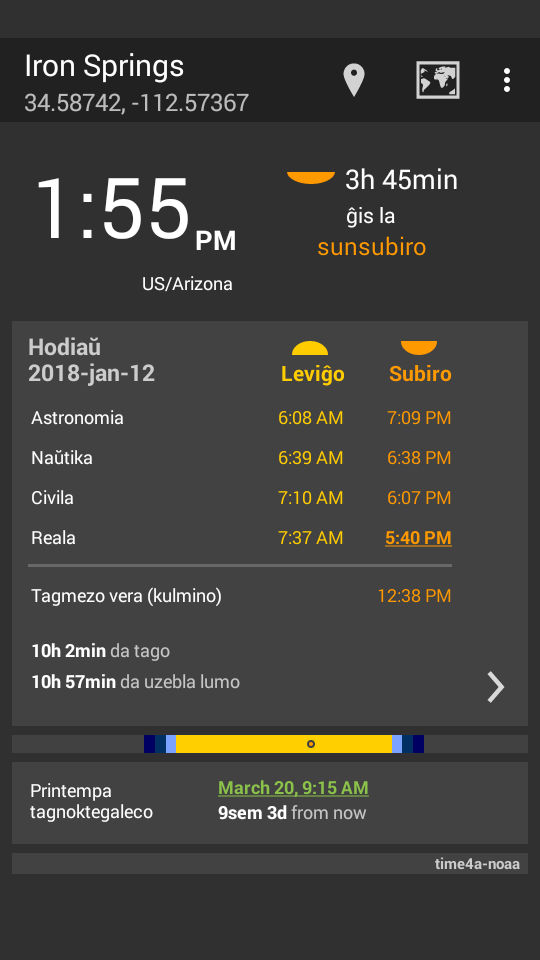 Iron Springs
34.58742, -112.57367
1:55 PM
US/Arizona
3h 45min
ĝis la
sunsubiro
Hodiaŭ
2018-jan-12
Leviĝo Subiro
Astronomia 6:08 AM 7:09 PM
Naŭtika 6:39 AM 6:38 PM
Civila 7:10 AM 6:07 PM
Reala 7:37 AM 5:40 PM
Tagmezo vera (kulmino) 12:38 PM
10h 2min da tago
10h 57min da uzebla lumo
Printempa
tagnoktegaleco
March 20, 9:15 AM
9sem 3d from now
time4a-noaa